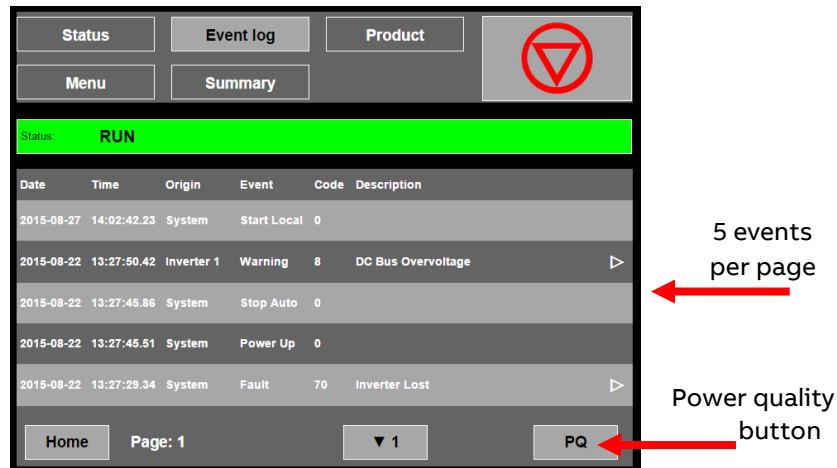 Status Event log Product
Menu Summary
Status: RUN
Date Time Origin Event Code Description
2015-08-27 14:02:42.23 System Start Local 0
2015-08-22 13:27:50.42 Inverter 1 Warning 8 DC Bus Overvoltage
2015-08-22 13:27:45.86 System Stop Auto 0
2015-08-22 13:27:45.51 System Power Up 0
2015-08-22 13:27:29.34 System Fault 70 Inverter Lost
Home Page: 1 ▼ 1 PQ
5 events
per page
Power quality
button